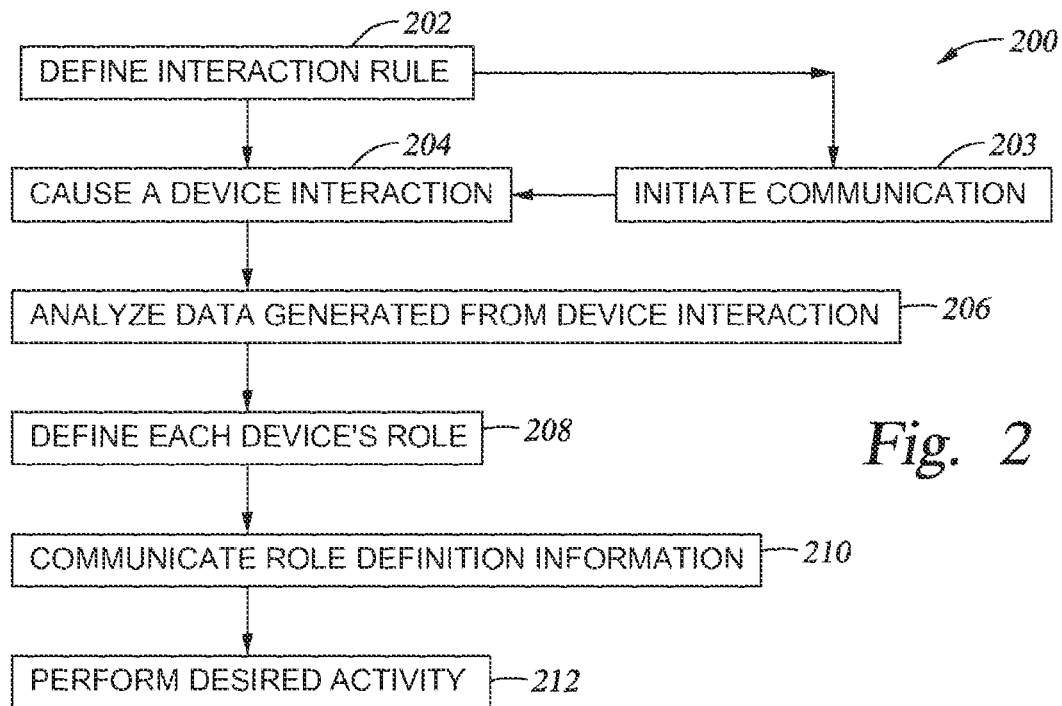 202
200
DEFINE INTERACTION RULE
204
203
CAUSE A DEVICE INTERACTION
INITIATE COMMUNICATION
ANALYZE DATA GENERATED FROM DEVICE INTERACTION
206
DEFINE EACH DEVICE'S ROLE
208
Fig. 2
COMMUNICATE ROLE DEFINITION INFORMATION
210
PERFORM DESIRED ACTIVITY
212